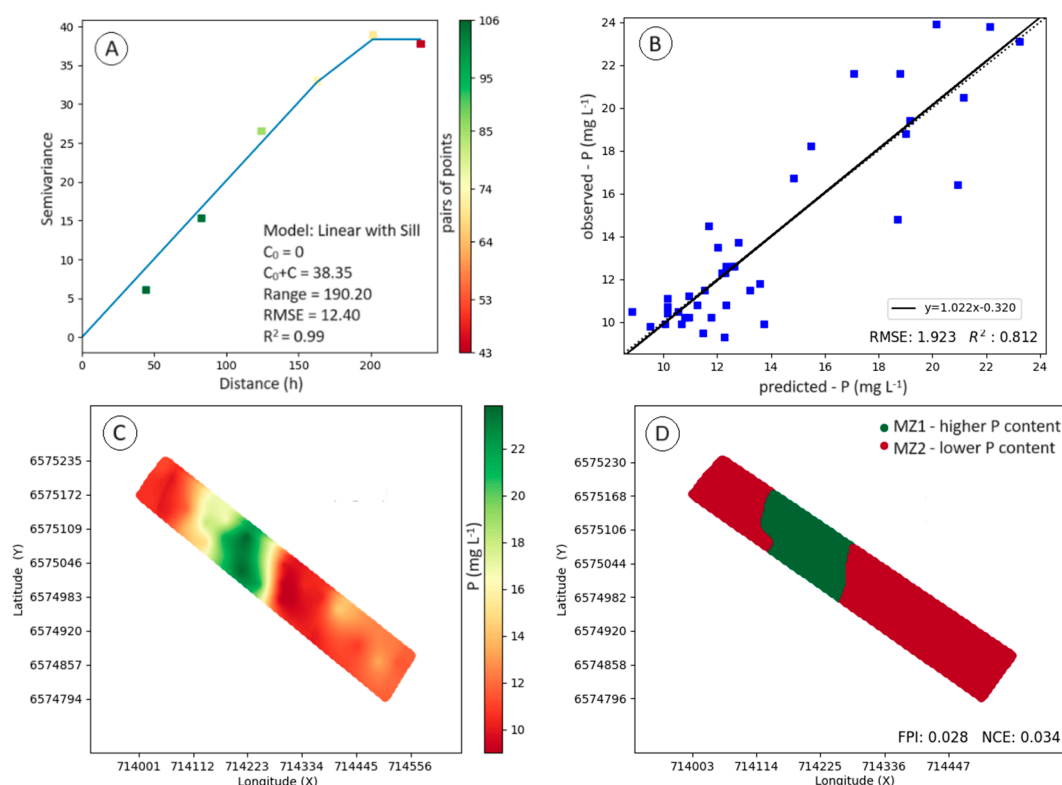 A
40
35
30
25
20
15
10
5
0
Semivariance
Model: Linear with Sill
C₀ = 0
C₀+C = 38.35
Range = 190.20
RMSE = 12.40
R² = 0.99
0 50 100 150 200
Distance (h)
106
95
85
74
64
53
43
pairs of points
B
24
22
20
18
16
14
12
10
observed - P (mg L⁻¹)
y=1.022x-0.320
RMSE: 1.923 R² : 0.812
10 12 14 16 18 20 22 24
predicted - P (mg L⁻¹)
C
6575235
6575172
6575109
6575046
6574983
6574920
6574857
6574794
Latitude (Y)
714001 714112 714223 714334 714445 714556
Longitude (X)
22
20
18
16
14
12
10
P (mg L⁻¹)
D
MZ1 - higher P content
MZ2 - lower P content
6575230
6575168
6575106
6575044
6574982
6574920
6574858
6574796
Latitude (Y)
FPI: 0.028 NCE: 0.034
714003 714114 714225 714336 714447
Longitude (X)